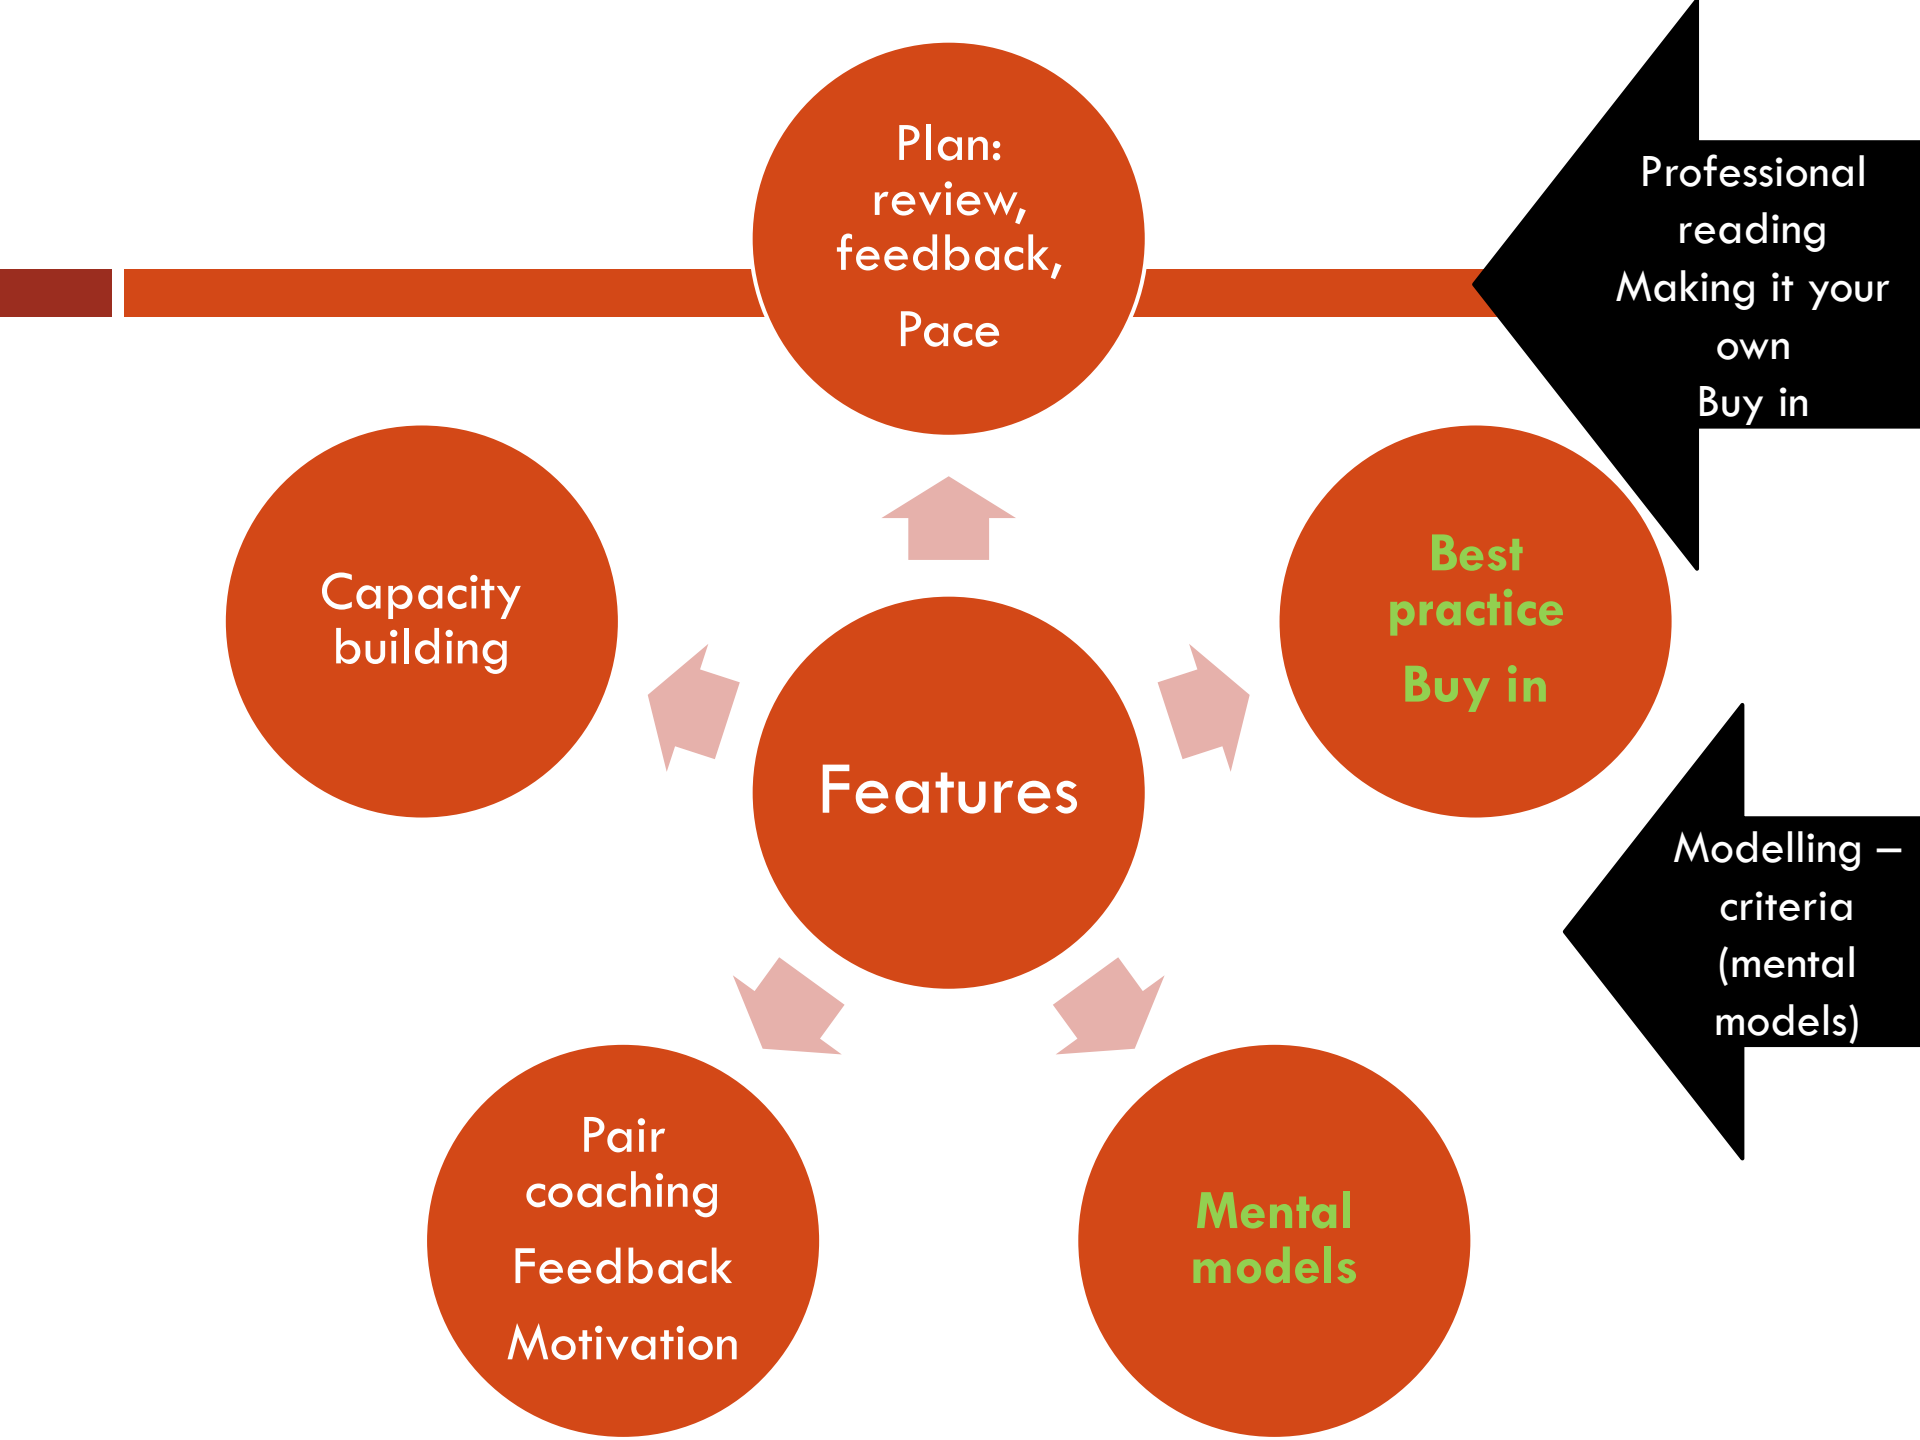 Plan:
review,
feedback,
Pace
Professional
reading
Making it your
own
Buy in
Capacity
building
Best
practice
Buy in
Features
Modelling –
criteria
(mental
models)
Pair
coaching
Feedback
Motivation
Mental
models